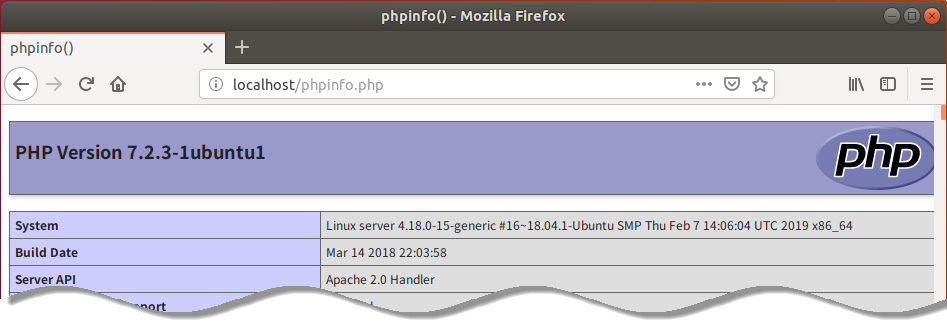 phpinfo() - Mozilla Firefox
phpinfo()
localhost/phpinfo.php
PHP Version 7.2.3-1ubuntu1
php
System Linux server 4.18.0-15-generic #16~18.04.1-Ubuntu SMP Thu Feb 7 14:06:04 UTC 2019 x86_64
Build Date Mar 14 2018 22:03:58
Server API Apache 2.0 Handler